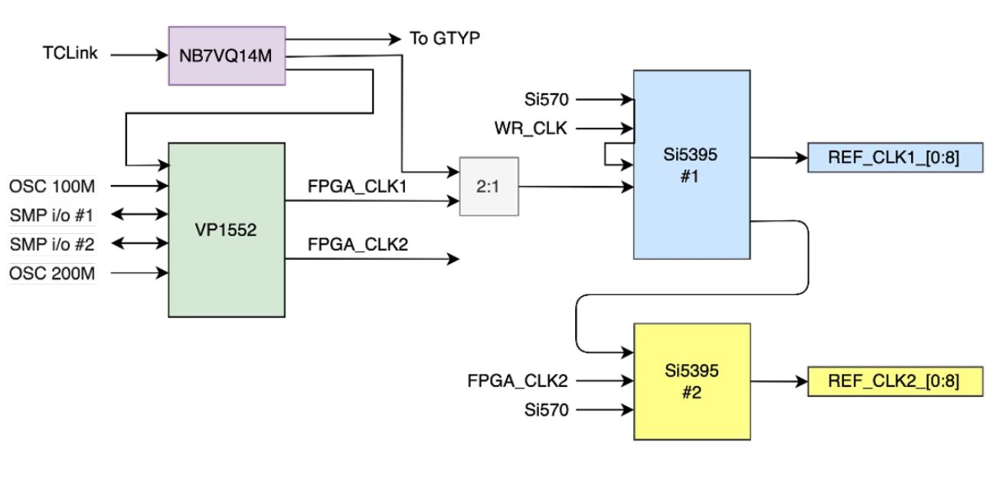 TCLink
NB7VQ14M
To GTYP
Si570
WR_CLK
Si5395
#1
REF_CLK1_[0:8]
OSC 100M
SMP i/o #1
SMP i/o #2
OSC 200M
VP1552
FPGA_CLK1
FPGA_CLK2
2:1
FPGA_CLK2
Si570
Si5395
#2
REF_CLK2_[0:8]